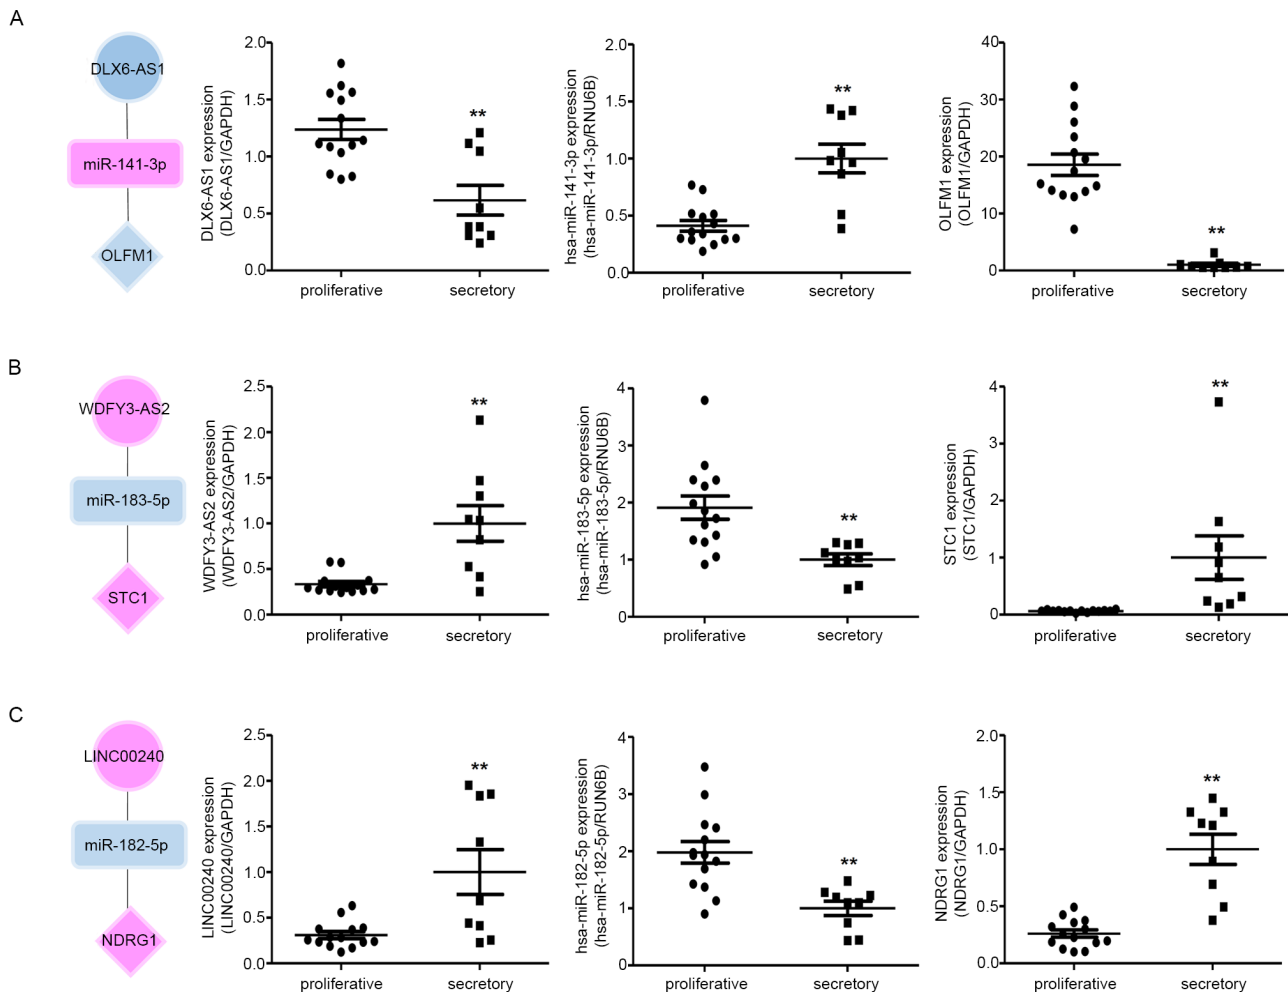 A
DLX6-AS1
miR-141-3p
OLFM1
DLX6-AS1 expression
(DLX6-AS1/GAPDH)
2.0
1.5
1.0
0.5
0.0
**
proliferative
secretory
hsa-miR-141-3p expression
(hsa-miR-141-3p/RNU6B)
2.0
1.5
1.0
0.5
0.0
**
proliferative
secretory
OLFM1 expression
(OLFM1/GAPDH)
40
30
20
10
0
**
proliferative
secretory
B
WDFY3-AS2
miR-183-5p
STC1
WDFY3-AS2 expression
(WDFY3-AS2/GAPDH)
2.5
2.0
1.5
1.0
0.5
0.0
**
proliferative
secretory
hsa-miR-183-5p expression
(hsa-miR-183-5p/RNU6B)
4
3
2
1
0
**
proliferative
secretory
STC1 expression
(STC1/GAPDH)
4
3
2
1
0
**
proliferative
secretory
C
LINC00240
miR-182-5p
NDRG1
LINC00240 expression
(LINC00240/GAPDH)
2.5
2.0
1.5
1.0
0.5
0.0
**
proliferative
secretory
hsa-miR-182-5p expression
(hsa-miR-182-5p/RUN6B)
4
3
2
1
0
**
proliferative
secretory
NDRG1 expression
(NDRG1/GAPDH)
2.0
1.5
1.0
0.5
0.0
**
proliferative
secretory